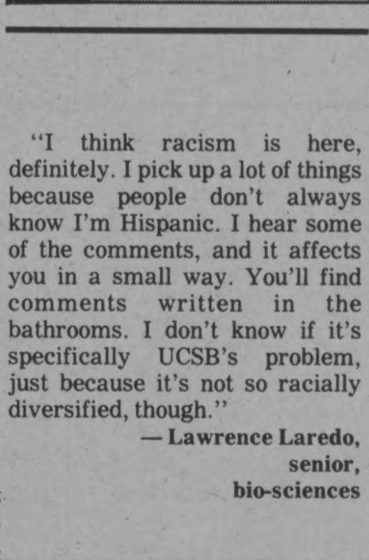 “I think racism is here,
definitely. I pick up a lot of things
because people don’t always
know I’m Hispanic. I hear some
of the comments, and it affects
you in a small way. You’ll find
comments written in the
bathrooms. I don’t know if it’s
specifically UCSB’s problem,
just because it’s not so racially
diversified, though.”
— Lawrence Laredo,
senior,
bio-sciences